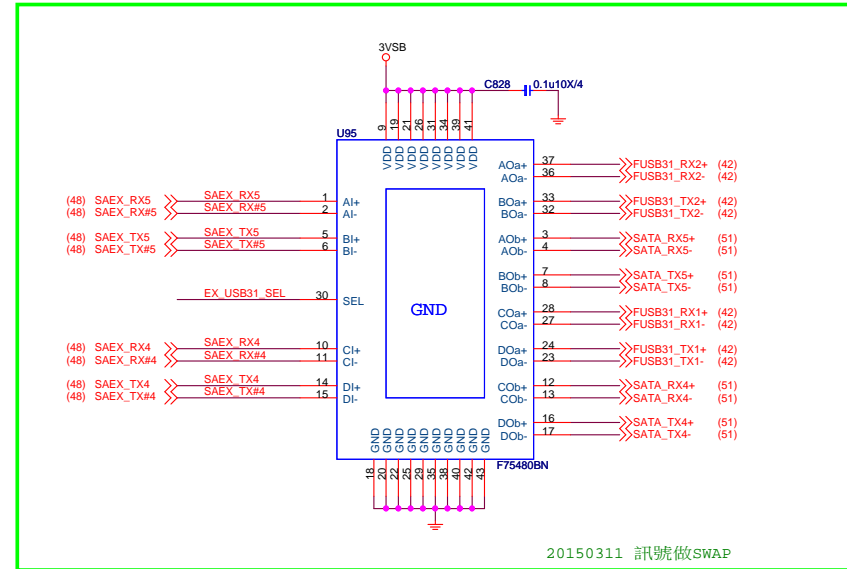 3VSB
C828 0.1u10X/4
U95
9 19 21 26 31 34 39 41
VDD VDD VDD VDD VDD VDD VDD VDD
(48) SAEX_RX5 SAEX_RX5 1 AI+
(48) SAEX_RX#5 SAEX_RX#5 2 AI-
(48) SAEX_TX5 SAEX_TX5 5 BI+
(48) SAEX_TX#5 SAEX_TX#5 6 BI-
EX_USB31_SEL 30 SEL
(48) SAEX_RX4 SAEX_RX4 10 CI+
(48) SAEX_RX#4 SAEX_RX#4 11 CI-
(48) SAEX_TX4 SAEX_TX4 14 DI+
(48) SAEX_TX#4 SAEX_TX#4 15 DI-
GND
AOa+ 37 FUSB31_RX2+ (42)
AOa- 36 FUSB31_RX2- (42)
BOa+ 33 FUSB31_TX2+ (42)
BOa- 32 FUSB31_TX2- (42)
AOb+ 3 SATA_RX5+ (51)
AOb- 4 SATA_RX5- (51)
BOb+ 7 SATA_TX5+ (51)
BOb- 8 SATA_TX5- (51)
COa+ 28 FUSB31_RX1+ (42)
COa- 27 FUSB31_RX1- (42)
DOa+ 24 FUSB31_TX1+ (42)
DOa- 23 FUSB31_TX1- (42)
COb+ 12 SATA_RX4+ (51)
COb- 13 SATA_RX4- (51)
DOb+ 16 SATA_TX4+ (51)
DOb- 17 SATA_TX4- (51)
GND GND GND GND GND GND GND GND GND GND
18 20 22 25 29 35 38 40 42 43
F75480BN
20150311 訊號做SWAP